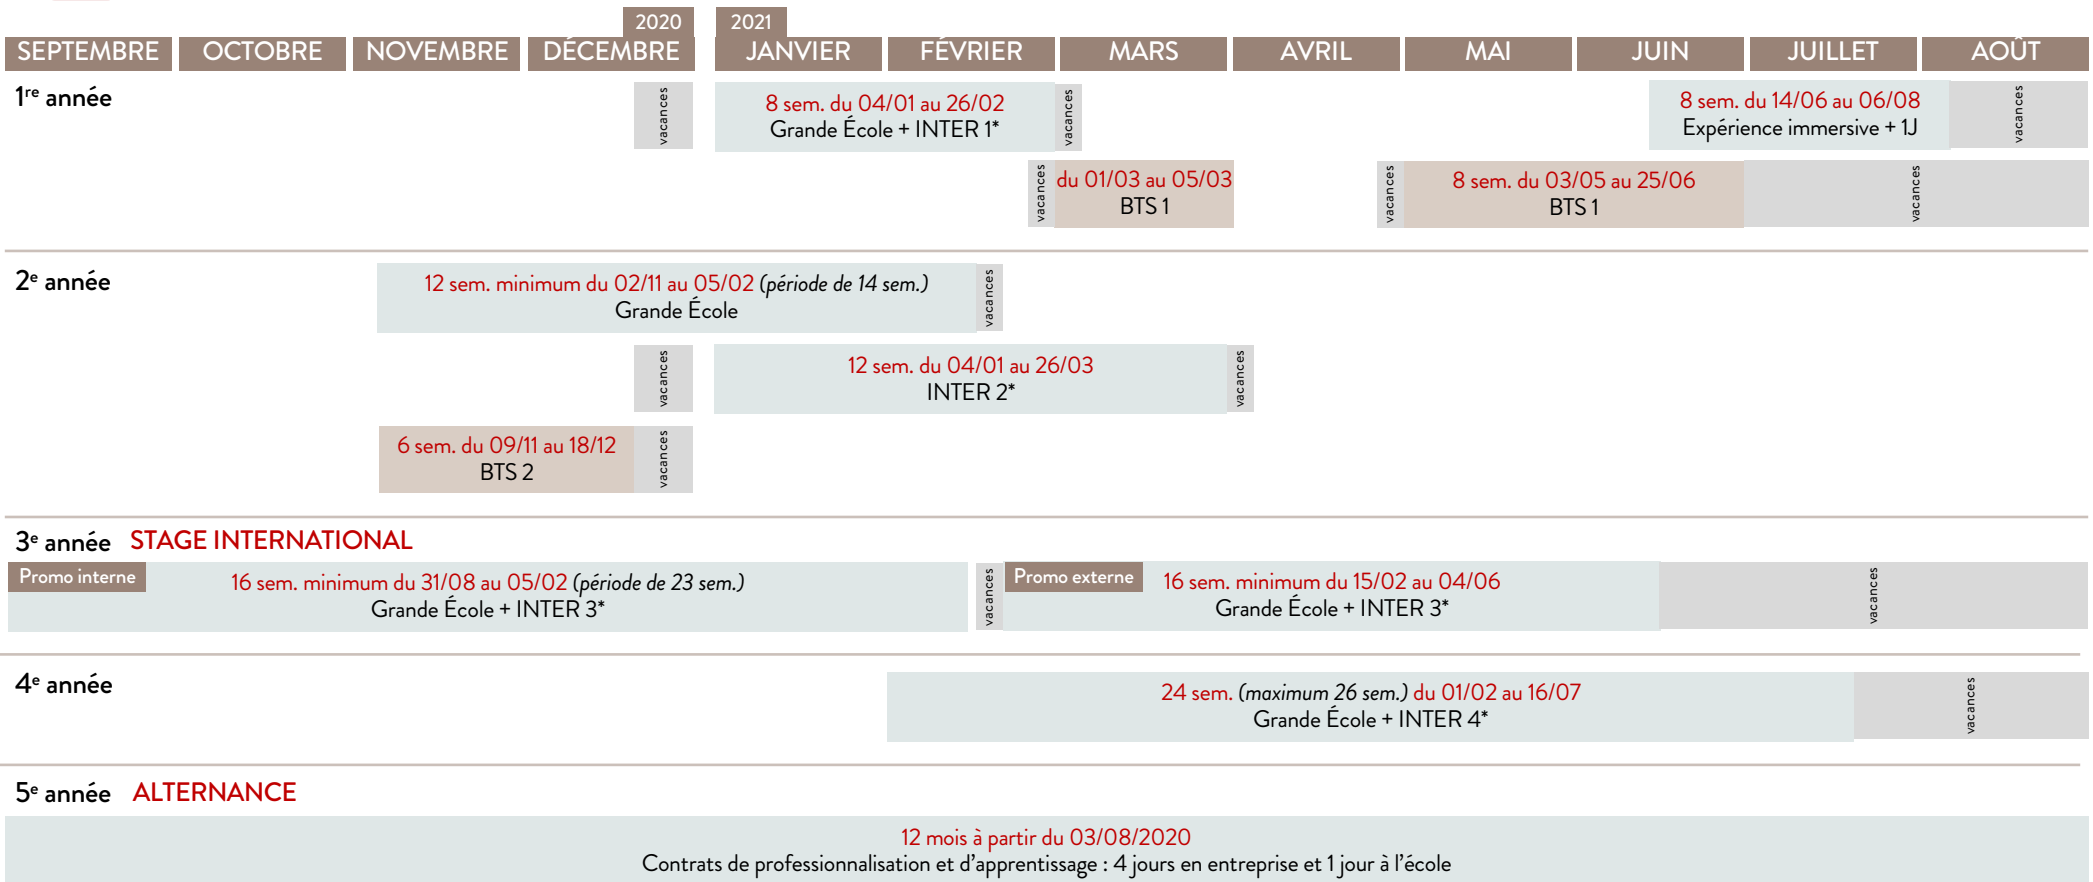 2020 2021
SEPTEMBRE OCTOBRE NOVEMBRE DÉCEMBRE JANVIER FÉVRIER MARS AVRIL MAI JUIN JUILLET AOÛT
1re année
vacances
8 sem. du 04/01 au 26/02
Grande École + INTER 1*
vacances
8 sem. du 14/06 au 06/08
Expérience immersive + 1J
vacances
vacances
du 01/03 au 05/03
BTS 1
vacances
8 sem. du 03/05 au 25/06
BTS 1
vacances
2e année
12 sem. minimum du 02/11 au 05/02 (période de 14 sem.)
Grande École
vacances
vacances
12 sem. du 04/01 au 26/03
INTER 2*
vacances
6 sem. du 09/11 au 18/12
BTS 2
vacances
3e année STAGE INTERNATIONAL
Promo interne
16 sem. minimum du 31/08 au 05/02 (période de 23 sem.)
Grande École + INTER 3*
vacances
Promo externe
16 sem. minimum du 15/02 au 04/06
Grande École + INTER 3*
vacances
4e année
24 sem. (maximum 26 sem.) du 01/02 au 16/07
Grande École + INTER 4*
vacances
5e année ALTERNANCE
12 mois à partir du 03/08/2020
Contrats de professionnalisation et d'apprentissage : 4 jours en entreprise et 1 jour à l'école